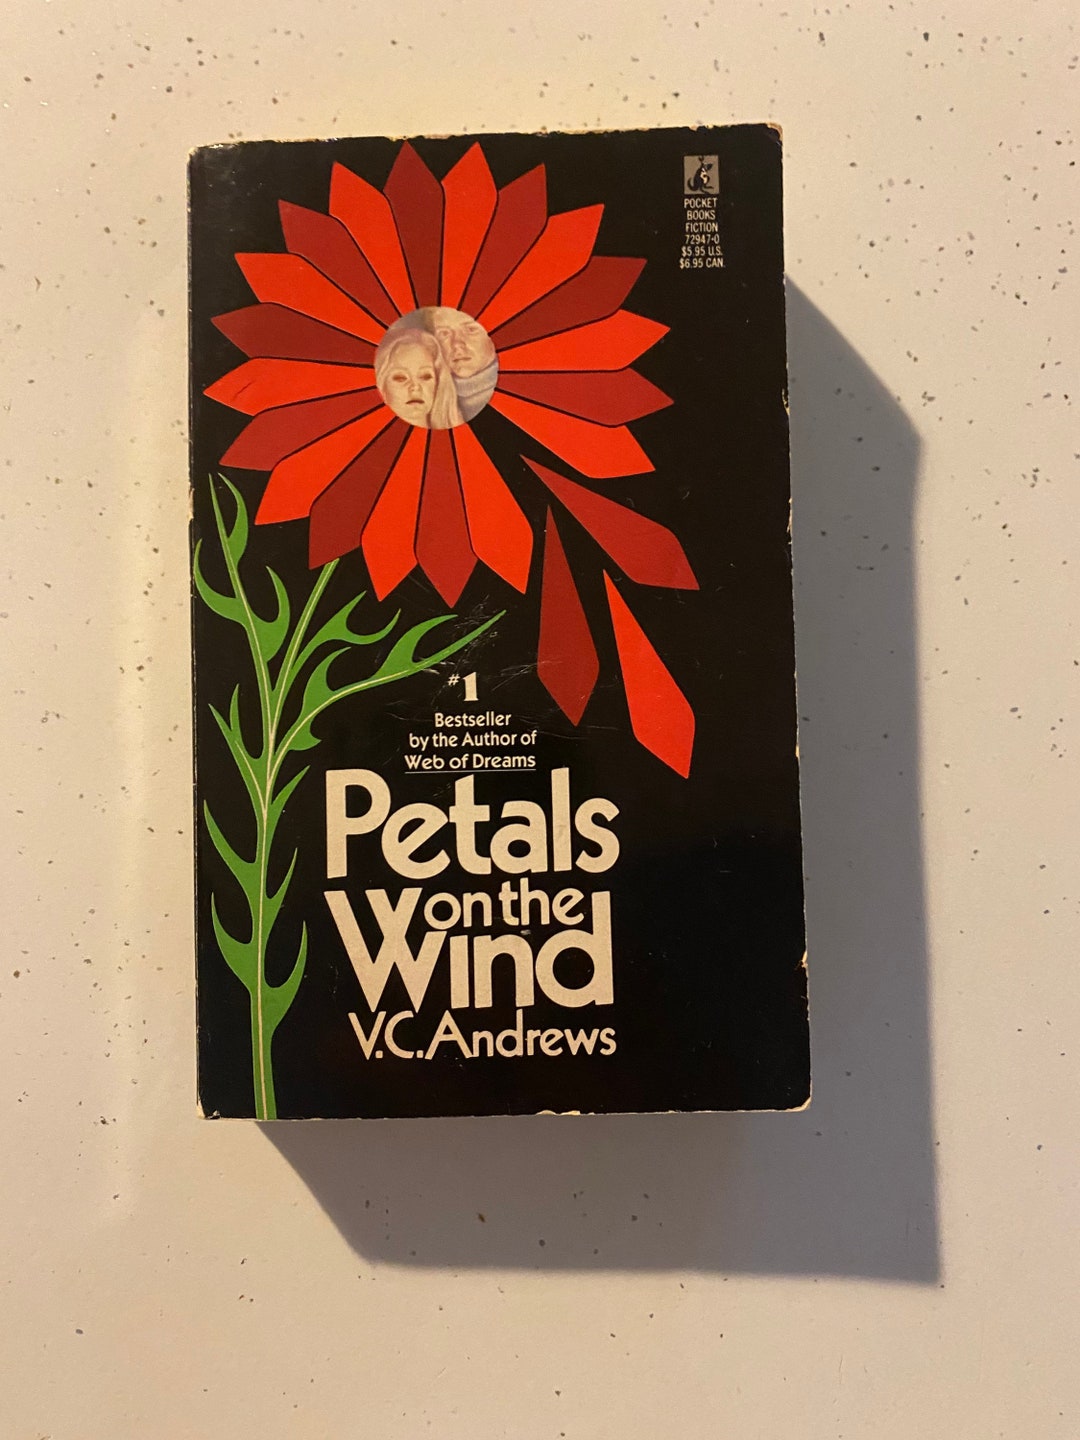 POCKET
BOOKS
FICTION
72947-0
$5.95 U.S.
$6.95 CAN.
#1
Bestseller
by the Author of
Web of Dreams
Petals
on the
Wind
V.C. Andrews